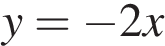 y = −2x